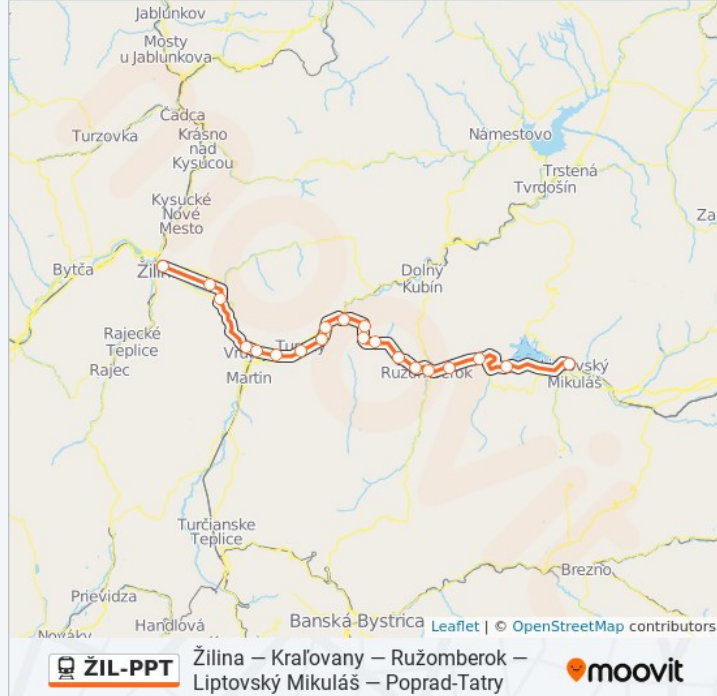 Jablunkov
Mosty
u Jablunkova
Čadca
Turzovka
Krásno
nad
Kysucou
Námestovo
Trstená
Tvrdošín
Kysucké
Nové
Mesto
Bytča
Dolný
Kubín
Rajecké
Teplice
Rajec
Martin
Mikuláš
Turčianske
Teplice
Prievidza
Handlová
Banská Bystrica
Brezno
Leaflet | © OpenStreetMap contributors
ŽIL-PPT
Žilina — Kraľovany — Ružomberok —
Liptovský Mikuláš — Poprad-Tatry
moovit